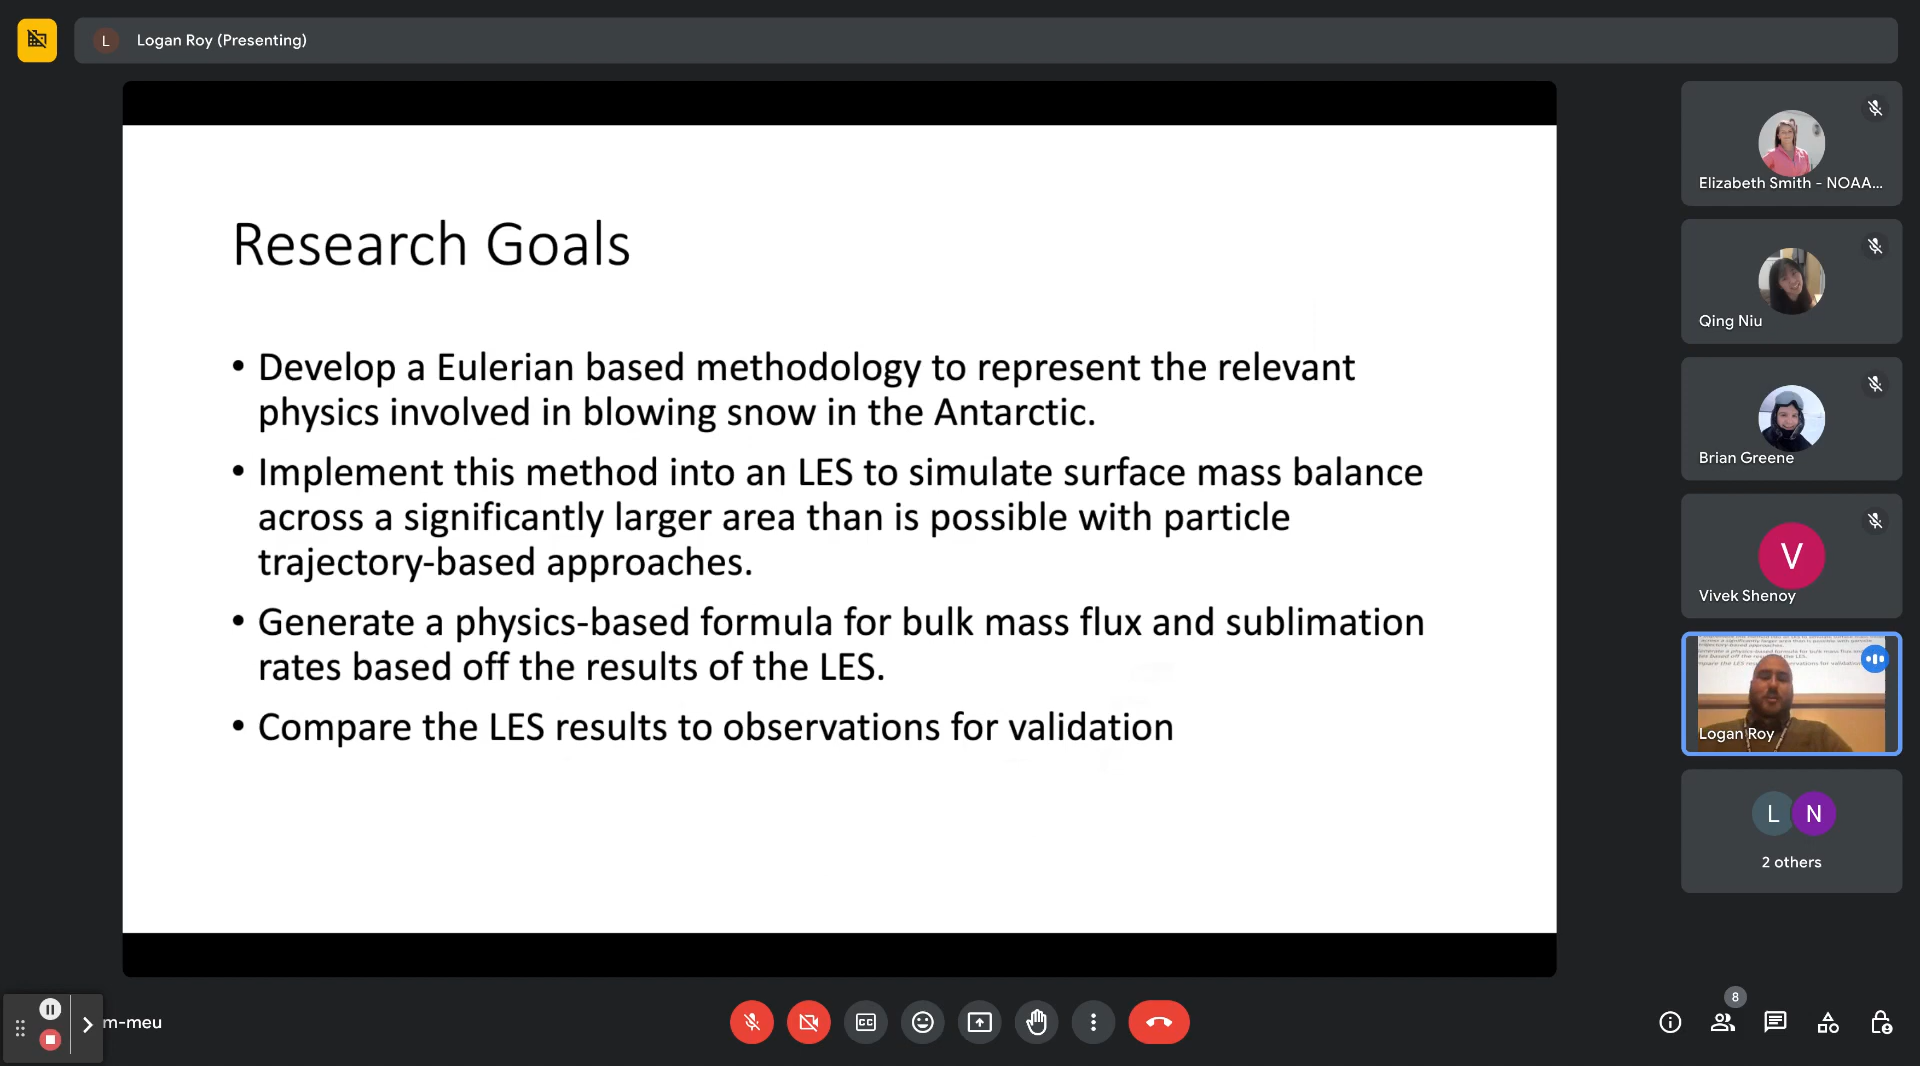 L Logan Roy (Presenting)
Research Goals
• Develop a Eulerian based methodology to represent the relevant
physics involved in blowing snow in the Antarctic.
• Implement this method into an LES to simulate surface mass balance
across a significantly larger area than is possible with particle
trajectory-based approaches.
• Generate a physics-based formula for bulk mass flux and sublimation
rates based off the results of the LES.
• Compare the LES results to observations for validation
Elizabeth Smith - NOAA...
Qing Niu
Brian Greene
V
Vivek Shenoy
Logan Roy
L N
2 others
m-meu
CC
8